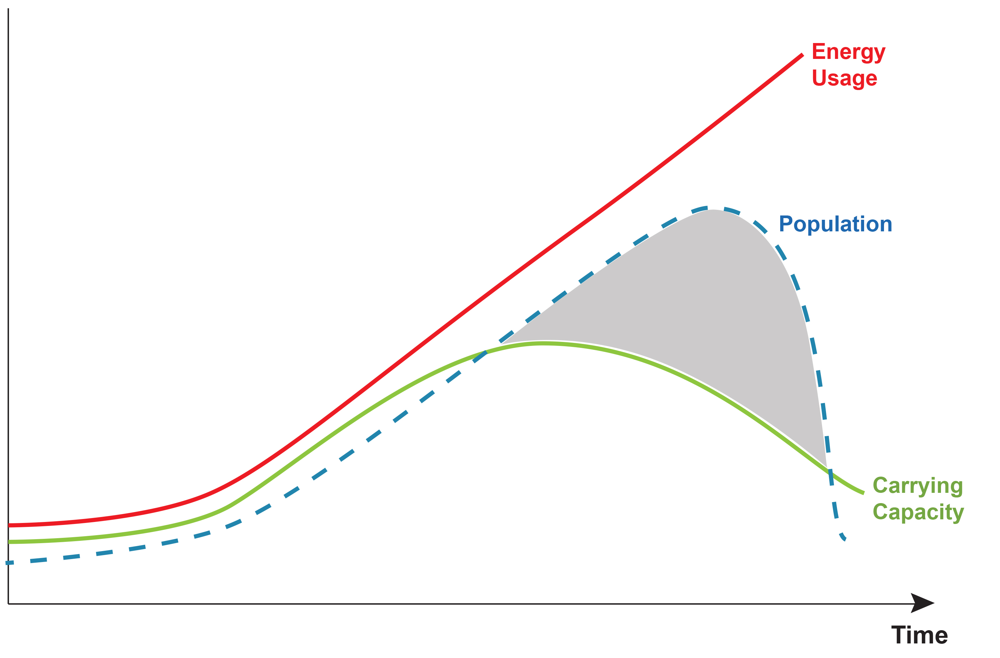 Energy
Usage
Population
Carrying
Capacity
Time